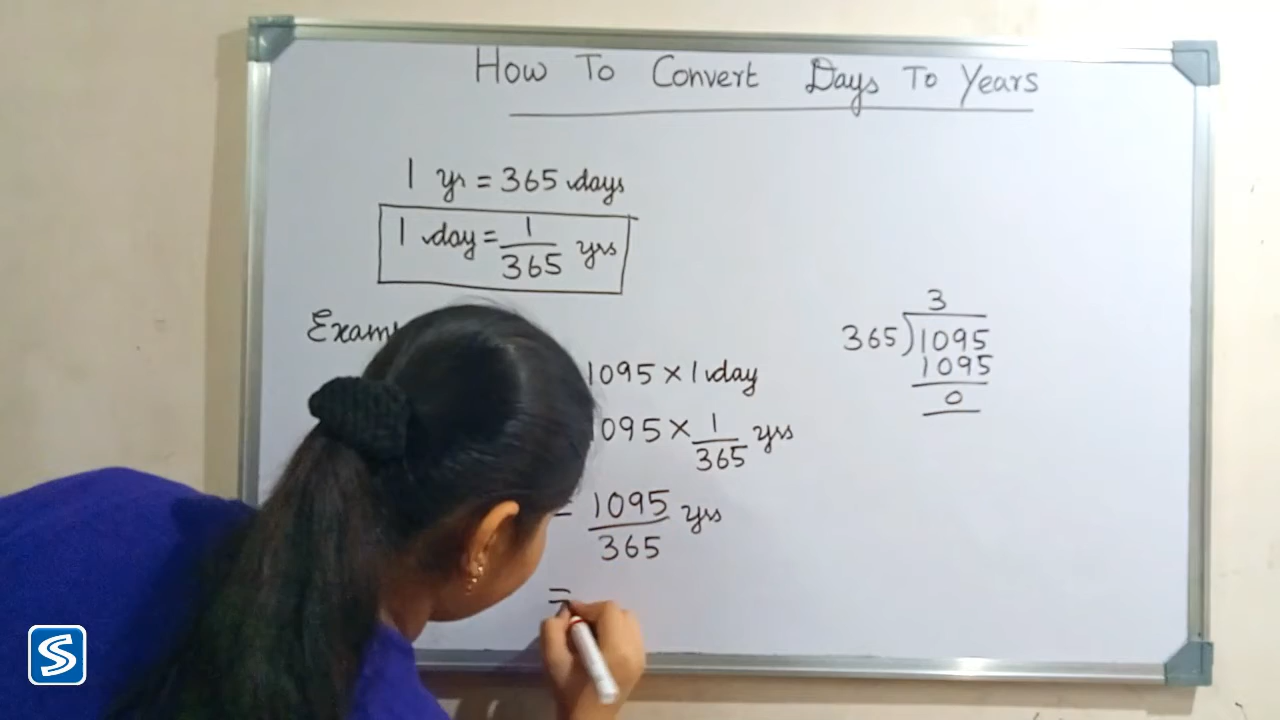 How To Convert Days To Years
1 yr = 365 days
1 day = 1/365 yrs
1095 × 1 day
1095 × 1/365 yrs
= 1095/365 yrs
=
3
365)1095
1095
0
S